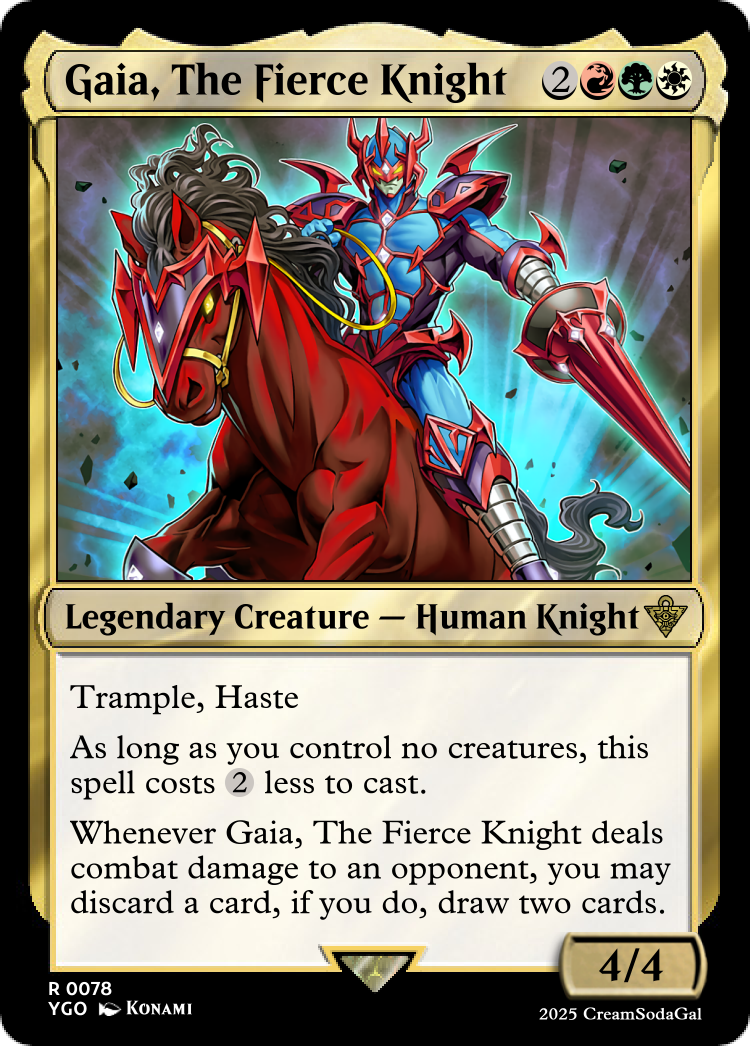 Gaia, The Fierce Knight 2
Legendary Creature — Human Knight
Trample, Haste
As long as you control no creatures, this
spell costs 2 less to cast.
Whenever Gaia, The Fierce Knight deals
combat damage to an opponent, you may
discard a card, if you do, draw two cards.
4/4
R 0078
YGO KONAMI
2025 CreamSodaGal